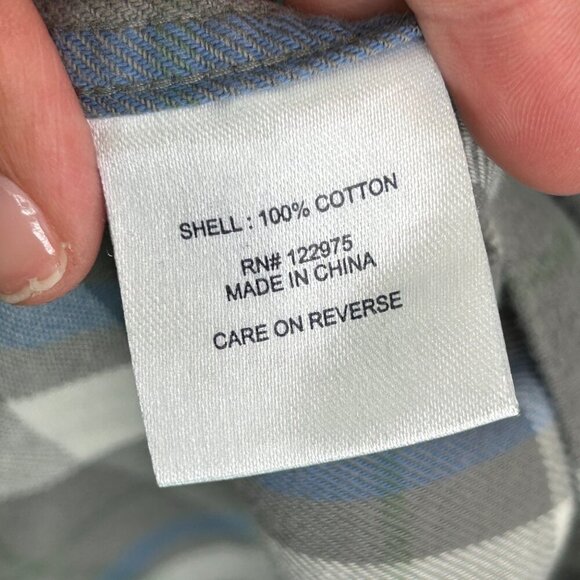 SHELL : 100% COTTON
RN# 122975
MADE IN CHINA
CARE ON REVERSE